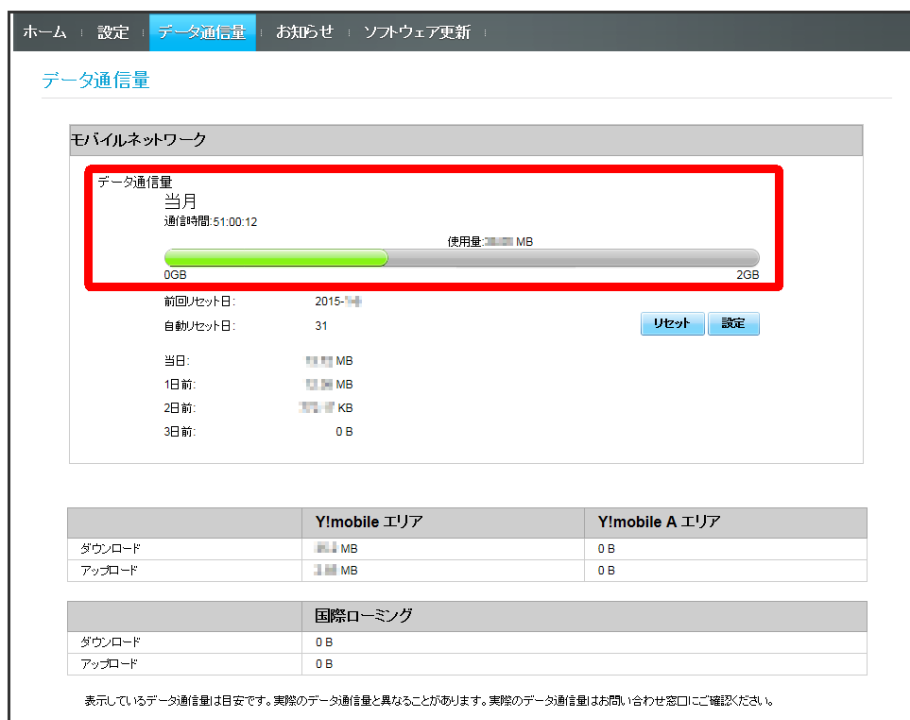 ホーム 設定 データ通信量 お知らせ ソフトウェア更新
データ通信量
モバイルネットワーク
データ通信量
当月
通信時間:51:00:12
使用量: MB
0GB 2GB
前回リセット日: 2015-
自動リセット日: 31 リセット 設定
当日: MB
1日前: MB
2日前: KB
3日前: 0 B
Y!mobile エリア Y!mobile A エリア
ダウンロード MB 0 B
アップロード MB 0 B
国際ローミング
ダウンロード 0 B
アップロード 0 B
表示しているデータ通信量は目安です。実際のデータ通信量と異なることがあります。実際のデータ通信量はお問い合わせ窓口にご確認ください。